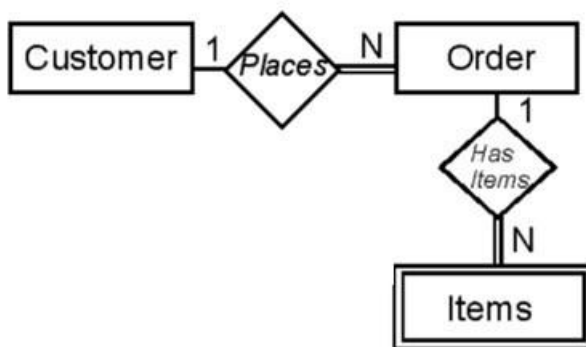 Customer 1 Places N Order
1
Has
Items
N
Items